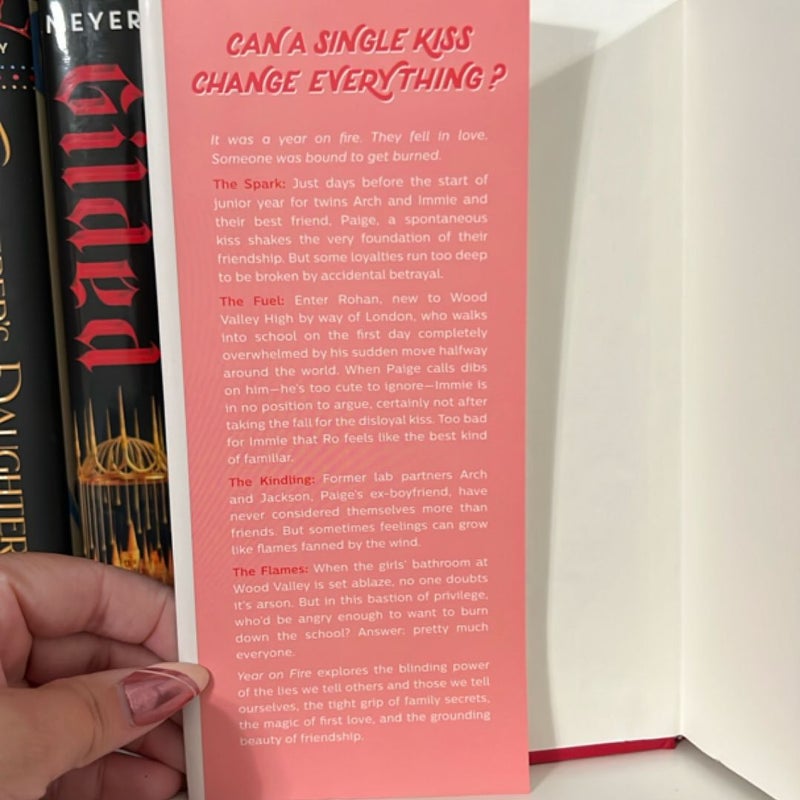 MEYER
Gilded
DAUGHTER
CAN A SINGLE KISS
CHANGE EVERYTHING?
It was a year on fire. They fell in love.
Someone was bound to get burned.
The Spark: Just days before the start of
junior year for twins Arch and Immie and
their best friend, Paige, a spontaneous
kiss shakes the very foundation of their
friendship. But some loyalties run too deep
to be broken by accidental betrayal.
The Fuel: Enter Rohan, new to Wood
Valley High by way of London, who walks
into school on the first day completely
overwhelmed by his sudden move halfway
around the world. When Paige calls dibs
on him—he's too cute to ignore—Immie is
in no position to argue, certainly not after
taking the fall for the disloyal kiss. Too bad
for Immie that Ro feels like the best kind
of familiar.
The Kindling: Former lab partners Arch
and Jackson, Paige's ex-boyfriend, have
never considered themselves more than
friends. But sometimes feelings can grow
like flames fanned by the wind.
The Flames: When the girls' bathroom at
Wood Valley is set ablaze, no one doubts
it's arson. But in this bastion of privilege,
who'd be angry enough to want to burn
down the school? Answer: pretty much
everyone.
Year on Fire explores the blinding power
of the lies we tell others and those we tell
ourselves, the tight grip of family secrets,
the magic of first love, and the grounding
beauty of friendship.